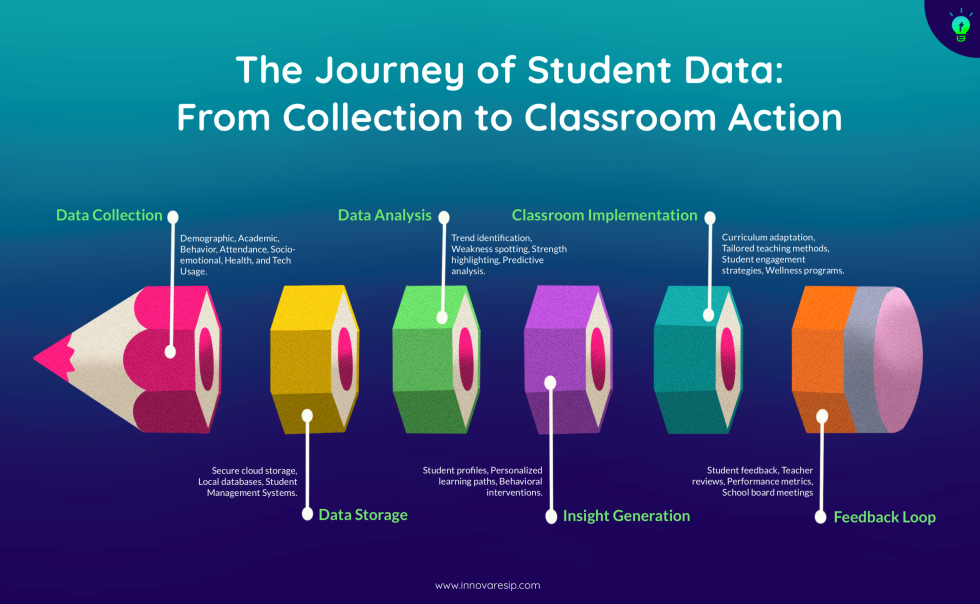 The Journey of Student Data:
From Collection to Classroom Action
Data Collection
Demographic, Academic,
Behavior, Attendance, Socio-
emotional, Health, and Tech
Usage.
Data Analysis
Trend identification,
Weakness spotting, Strength
highlighting, Predictive
analysis.
Classroom Implementation
Curriculum adaptation,
Tailored teaching methods,
Student engagement
strategies, Wellness programs.
Secure cloud storage,
Local databases, Student
Management Systems.
Data Storage
Student profiles, Personalized
learning paths, Behavioral
interventions.
Insight Generation
Student feedback, Teacher
reviews, Performance metrics,
School board meetings
Feedback Loop
www.innovaresip.com